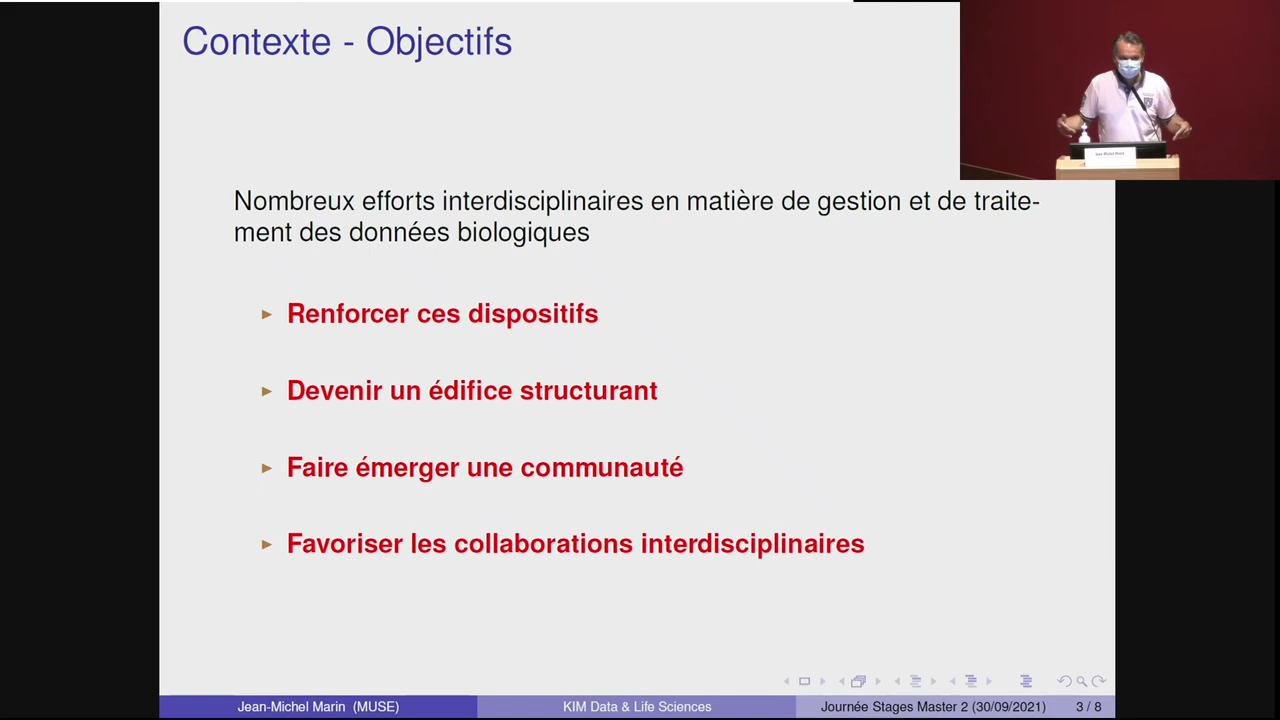 Contexte - Objectifs
Nombreux efforts interdisciplinaires en matière de gestion et de traite-
ment des données biologiques
Renforcer ces dispositifs
Devenir un édifice structurant
Faire émerger une communauté
Favoriser les collaborations interdisciplinaires
Jean-Michel Marin (MUSE)
KIM Data & Life Sciences
Journée Stages Master 2 (30/09/2021)
3 / 8